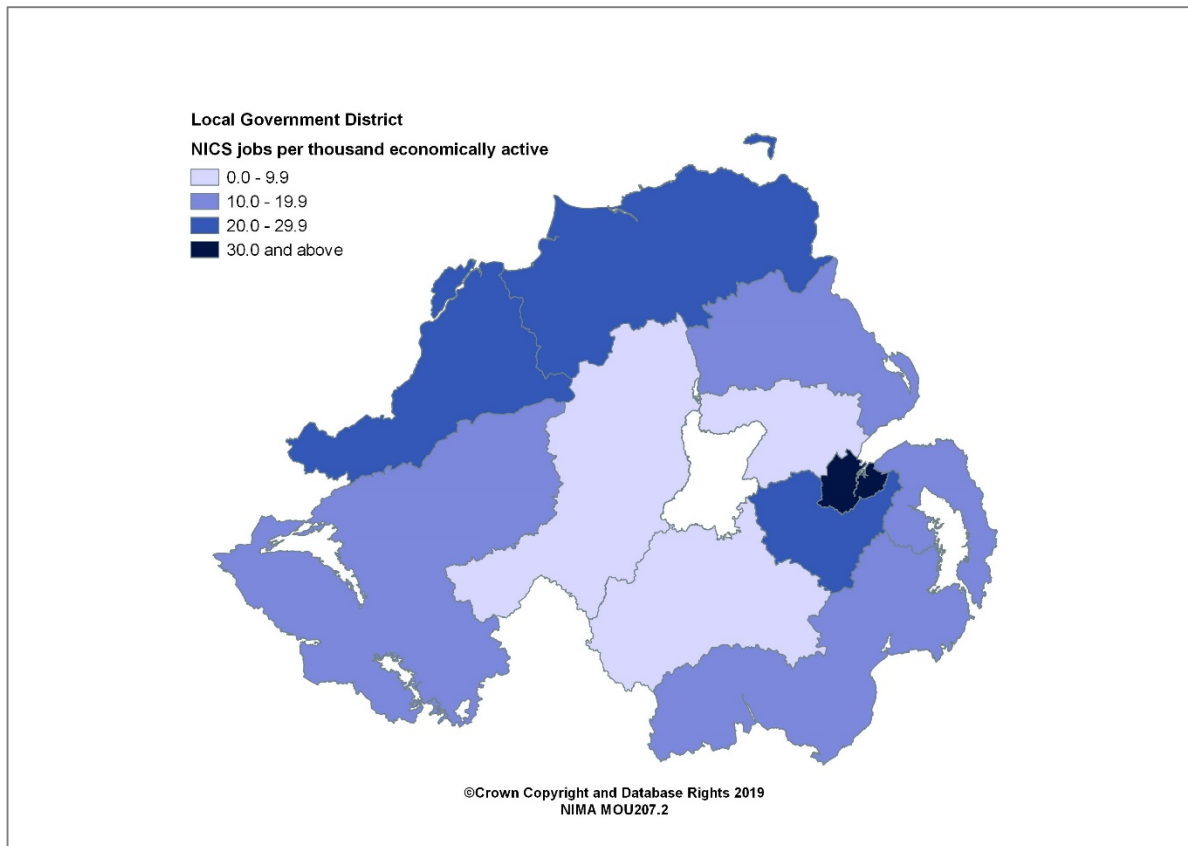 Local Government District
NICS jobs per thousand economically active
0.0 - 9.9
10.0 - 19.9
20.0 - 29.9
30.0 and above
©Crown Copyright and Database Rights 2019
NIMA MOU207.2